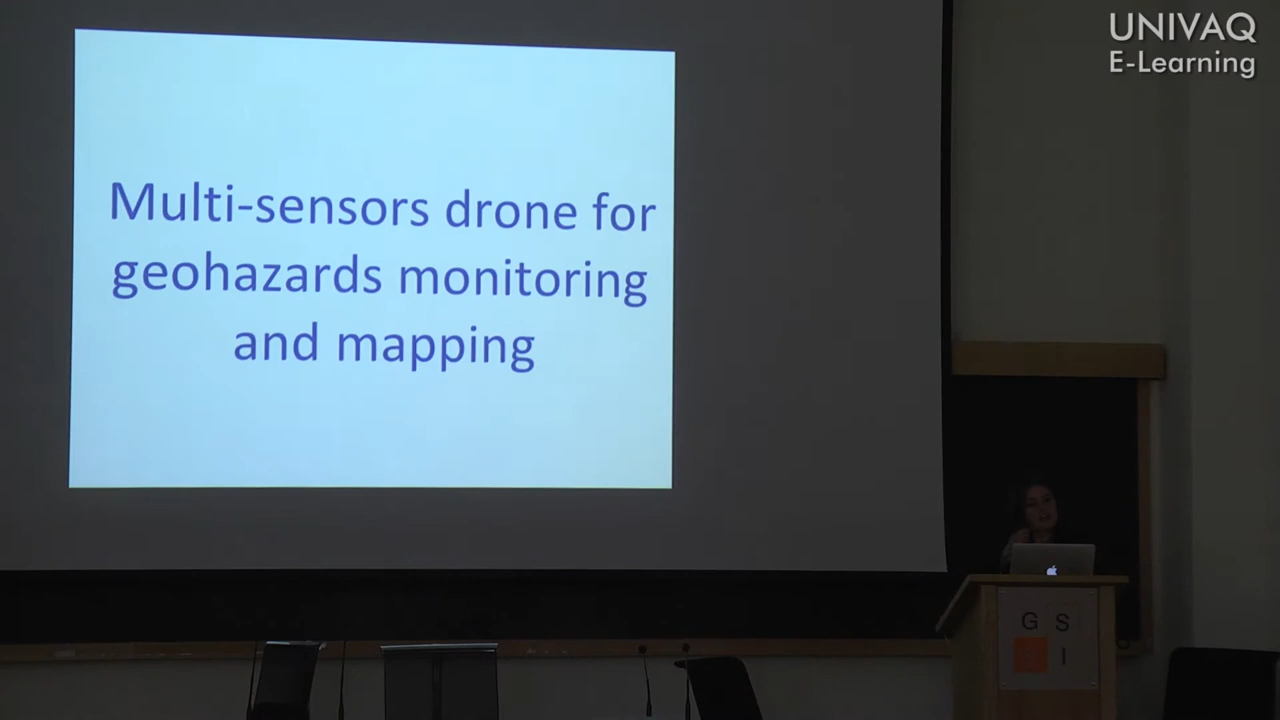 UNIVAQ
E-Learning
Multi-sensors drone for
geohazards monitoring
and mapping
G S
I